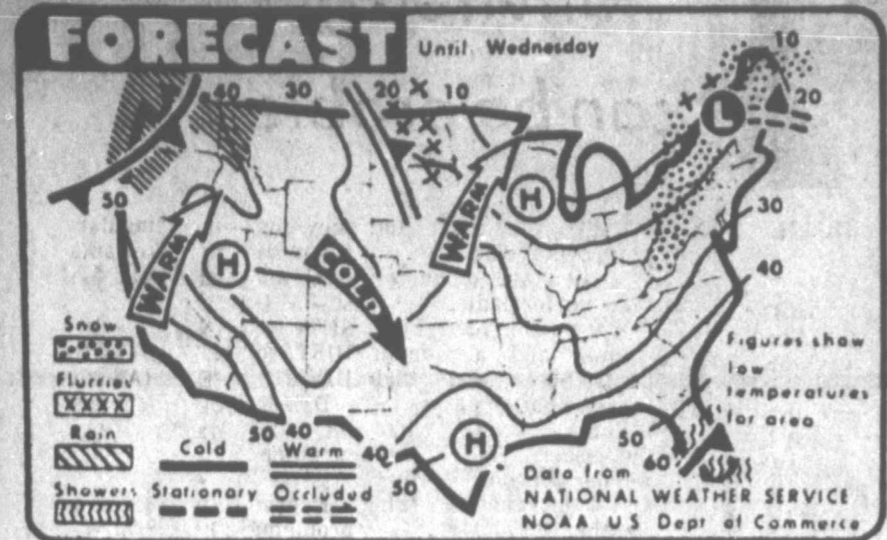 FORECAST
Until Wednesday
40 30 20 10 10
20
L
50
30
40
H
H
WARM
WARM
COLD
Snow
Flurries
XXXX
Rain
Showers
Cold
Warm
Stationary
Occluded
50 40
40
50
H
50
60
Figures show
low
temperatures
for area
Data from
NATIONAL WEATHER SERVICE
NOAA U S Dept of Commerce